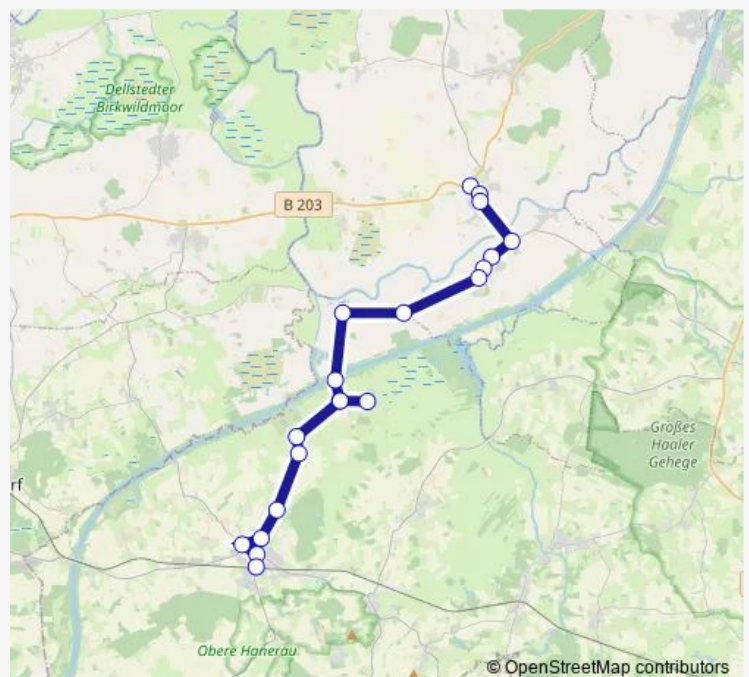 Dellstedter
Birkwildmoor
B 203
Großes
Haaler
Gehege
rf
Obere Hanerau
© OpenStreetMap contributors